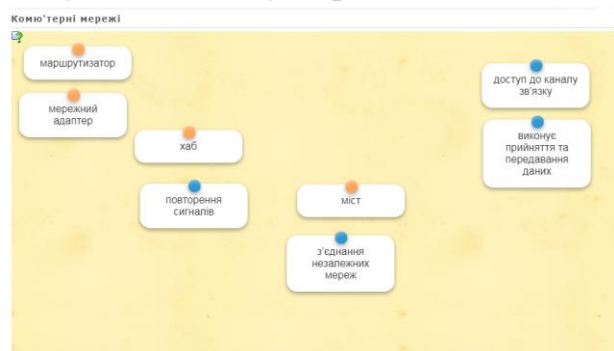 Комю'терні мережі
маршрутизатор
мережний
адаптер
хаб
повторення
сигналів
міст
з'єднання
незалежних
мереж
доступ до каналу
зв'язку
виконує
прийняття та
передавання
даних